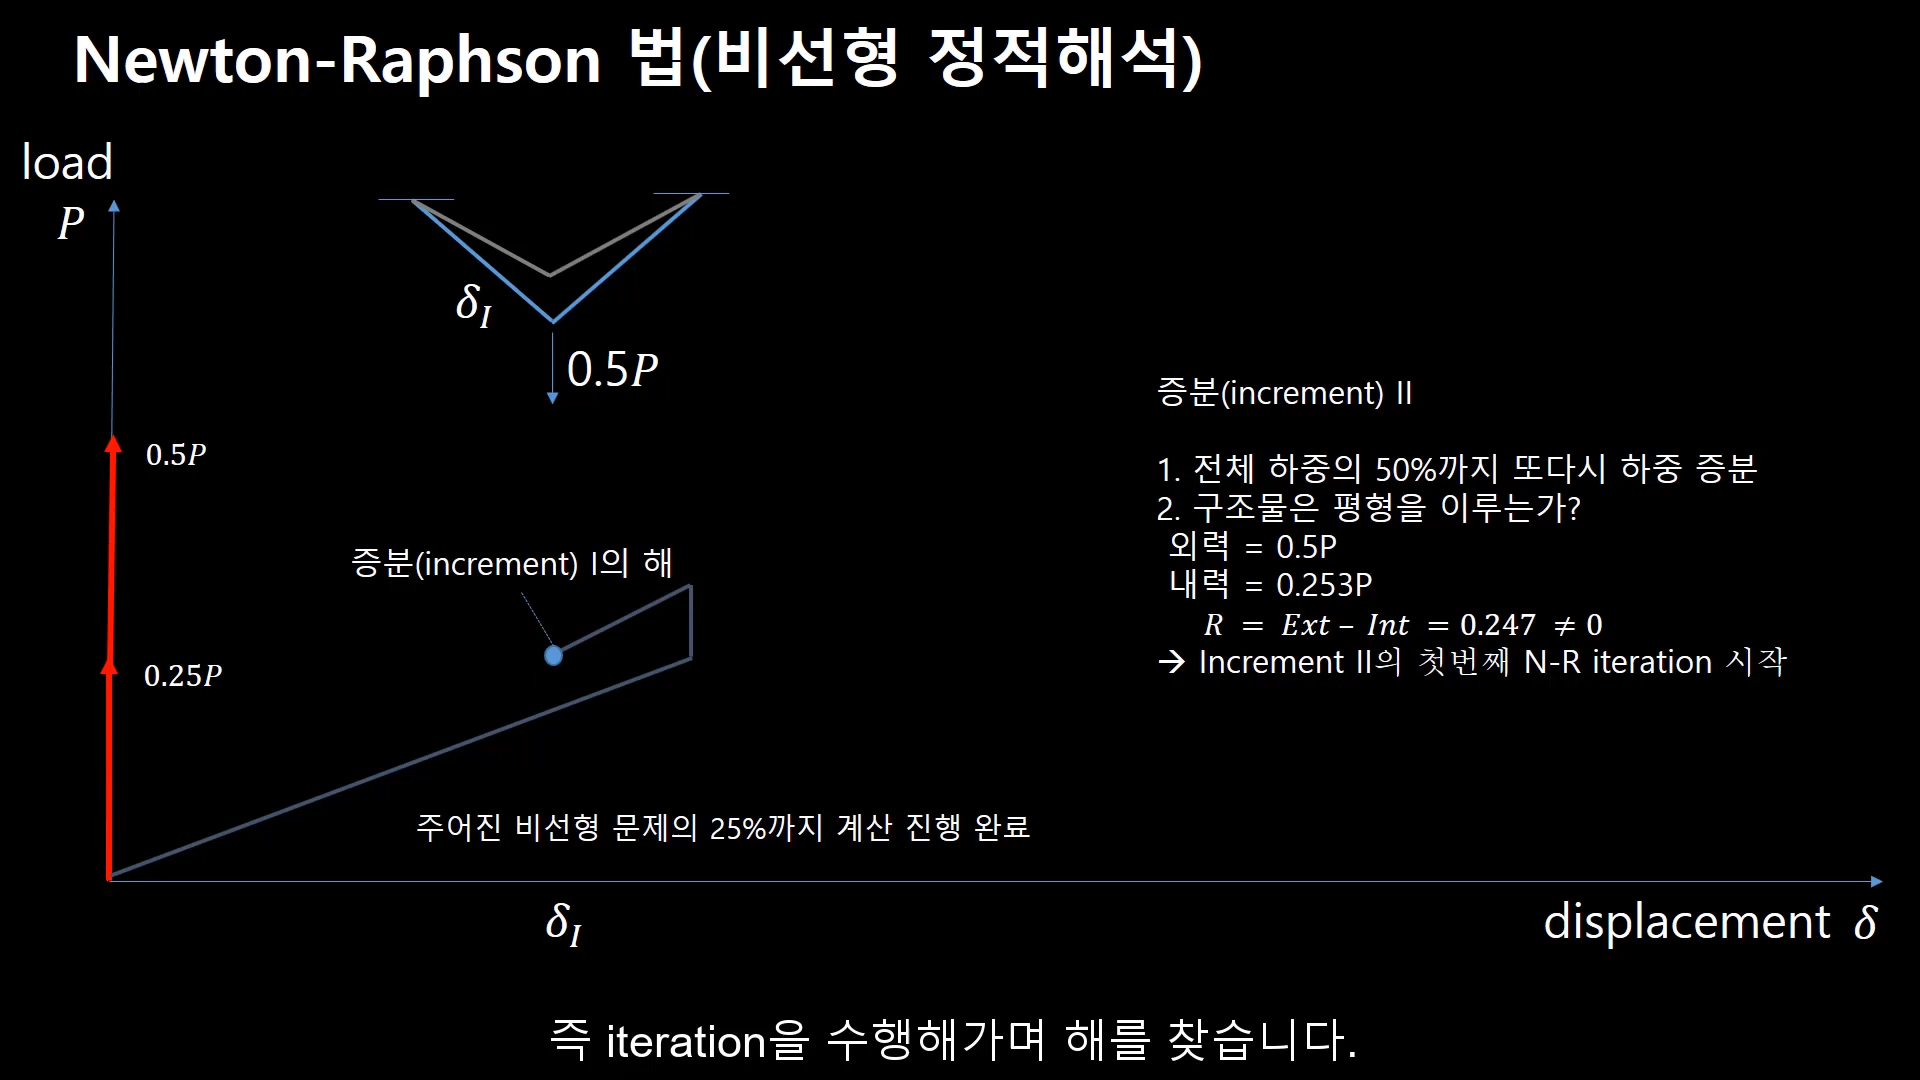 Newton-Raphson 법(비선형 정적해석)
load
P
δ_I
0.5P
0.5P
0.25P
증분(increment) I의 해
주어진 비선형 문제의 25%까지 계산 진행 완료
δ_I
displacement δ
증분(increment) II
1. 전체 하중의 50%까지 또다시 하중 증분
2. 구조물은 평형을 이루는가?
외력 = 0.5P
내력 = 0.253P
R = Ext – Int = 0.247 ≠ 0
→ Increment II의 첫번째 N-R iteration 시작
즉 iteration을 수행해가며 해를 찾습니다.